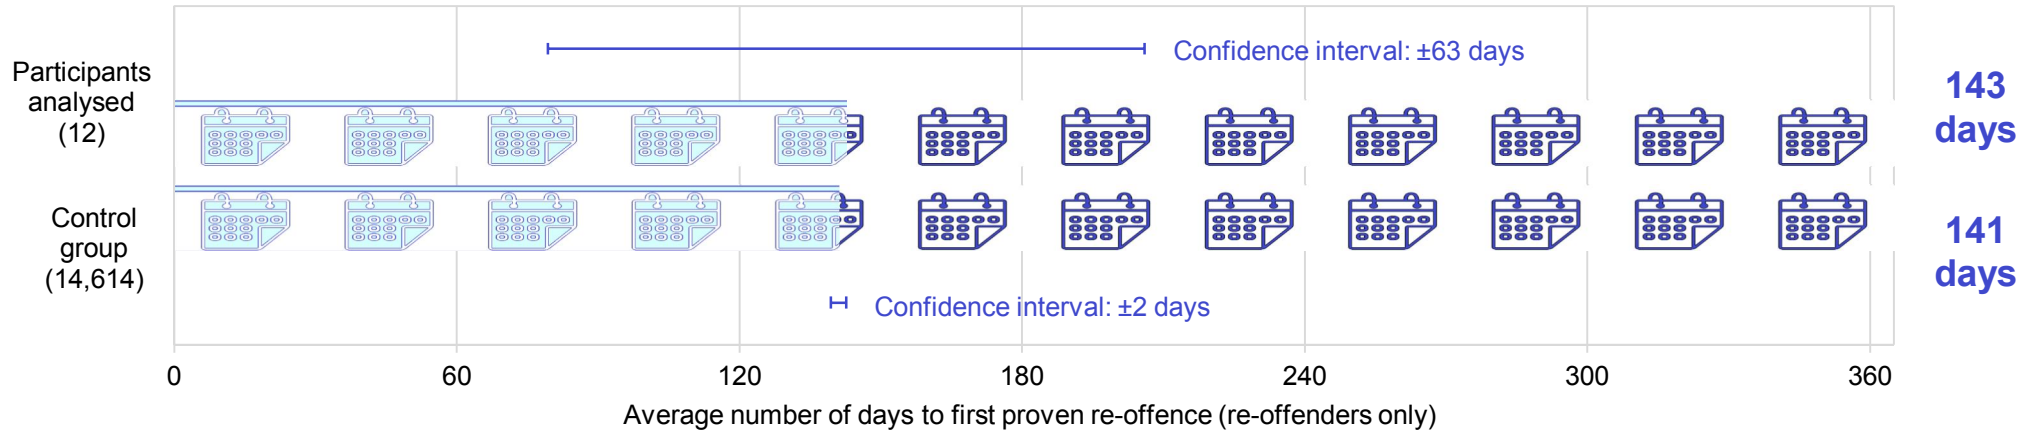 Confidence interval: ±63 days
Participants
analysed
(12)
143
days
Control
group
(14,614)
141
days
Confidence interval: ±2 days
0 60 120 180 240 300 360
Average number of days to first proven re-offence (re-offenders only)